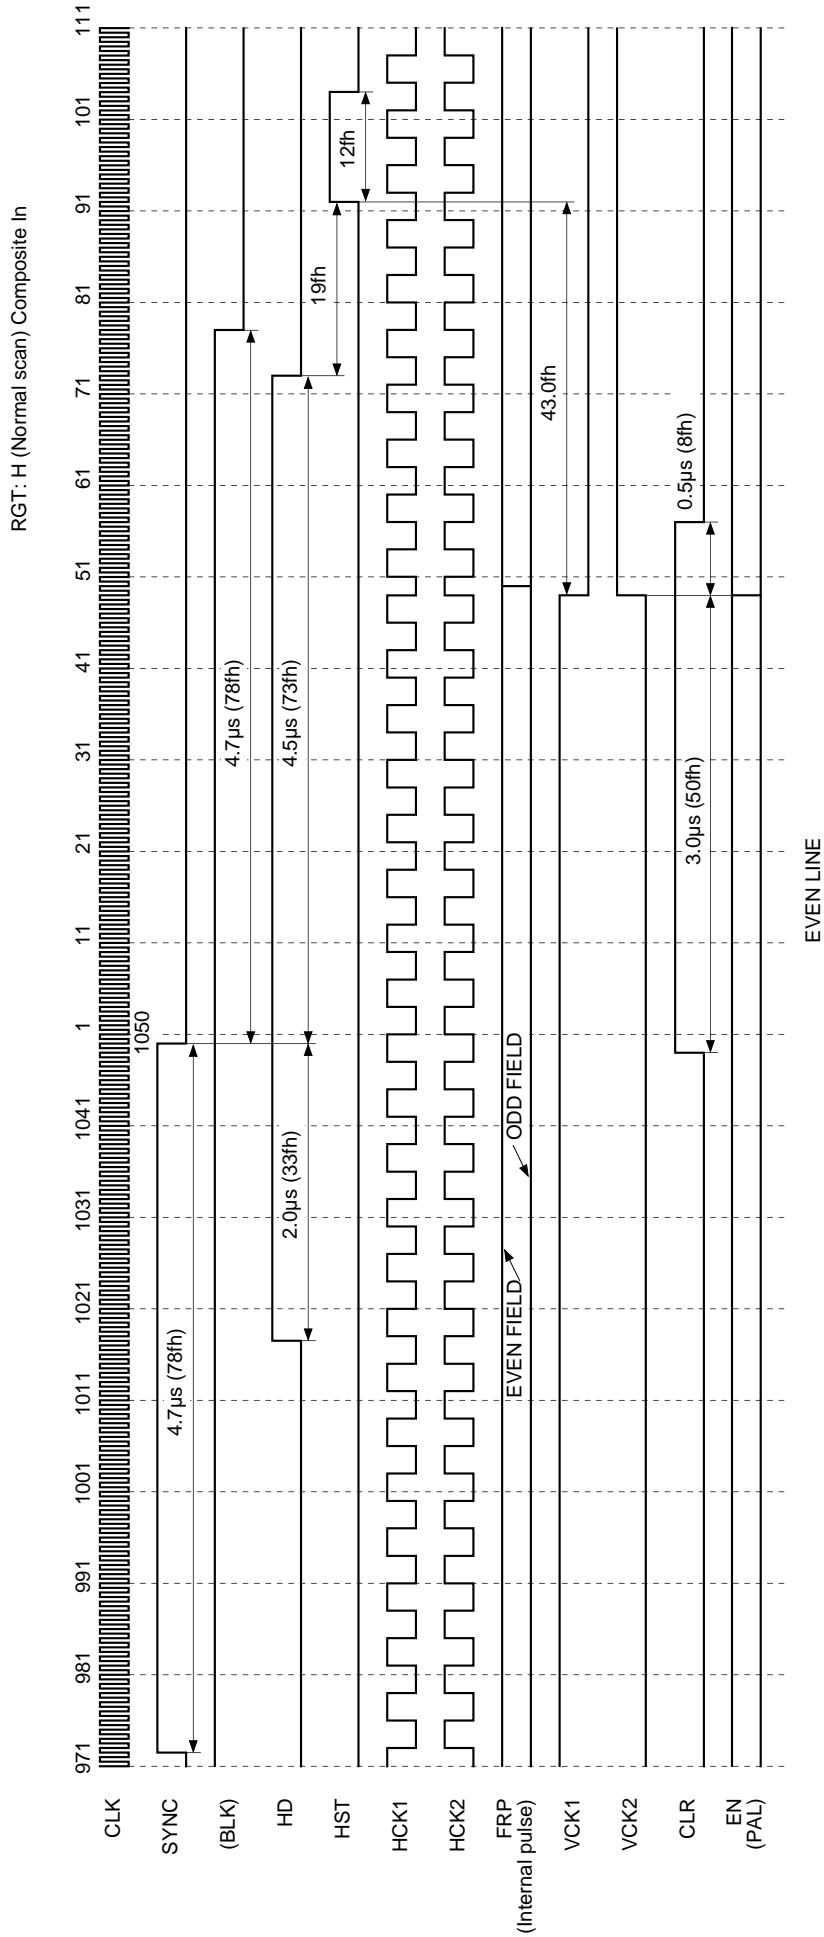 RGT: H (Normal scan) Composite In
971 981 991 1001 1011 1021 1031 1041 1 11 21 31 41 51 61 71 81 91 101 111
CLK
1050
SYNC
4.7µs (78fh)
(BLK)
4.7µs (78fh)
HD
2.0µs (33fh)
4.5µs (73fh)
HST
19fh
12fh
HCK1
HCK2
FRP
(Internal pulse)
EVEN FIELD
ODD FIELD
VCK1
43.0fh
VCK2
CLR
3.0µs (50fh)
0.5µs (8fh)
EN
(PAL)
EVEN LINE